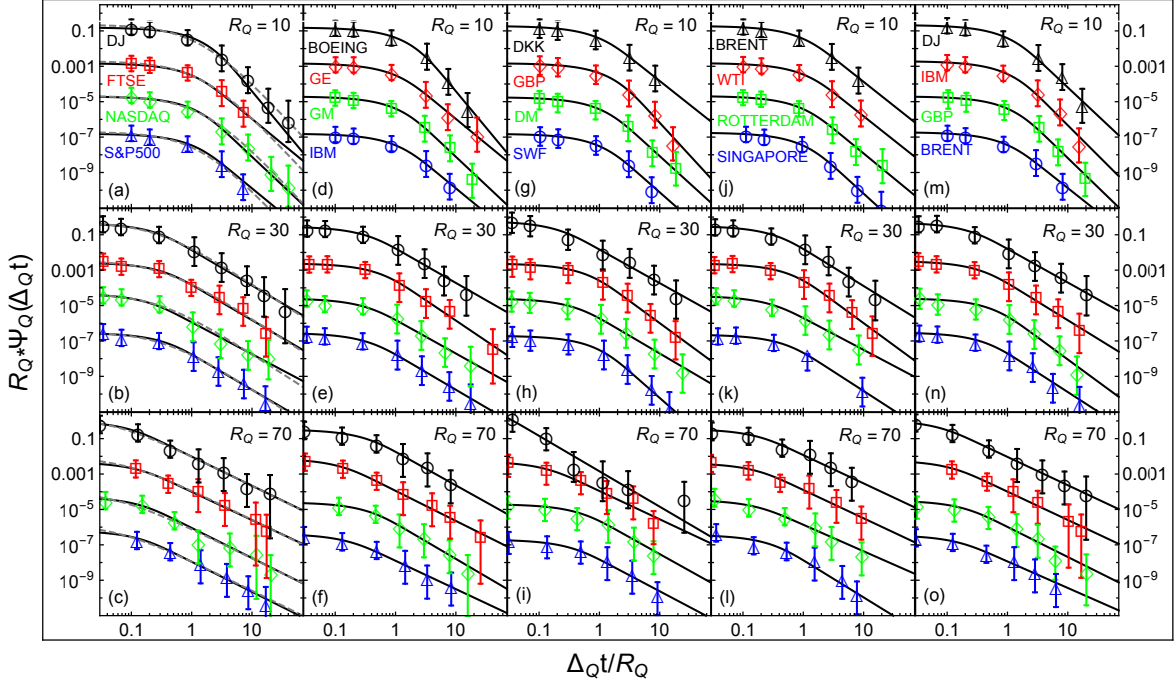 R_Q = 10 R_Q = 10 R_Q = 10 R_Q = 10 R_Q = 10
0.1 DJ BOEING DKK BRENT DJ 0.1
0.001 FTSE GE GBP WTI IBM 0.001
10^-5 NASDAQ GM DM ROTTERDAM GBP 10^-5
10^-7 S&P500 IBM SWF SINGAPORE BRENT 10^-7
10^-9 (a) (d) (g) (j) (m) 10^-9
R_Q = 30 R_Q = 30 R_Q = 30 R_Q = 30 R_Q = 30
0.1 0.1
0.001 0.001
10^-5 10^-5
10^-7 10^-7
10^-9 (b) (e) (h) (k) (n) 10^-9
R_Q = 70 R_Q = 70 R_Q = 70 R_Q = 70 R_Q = 70
0.1 0.1
0.001 0.001
10^-5 10^-5
10^-7 10^-7
10^-9 10^-9
(c) (f) (i) (l) (o)
0.1 1 10 0.1 1 10 0.1 1 10 0.1 1 10 0.1 1 10
R_Q*Ψ_Q(Δ_Qt)
Δ_Qt/R_Q